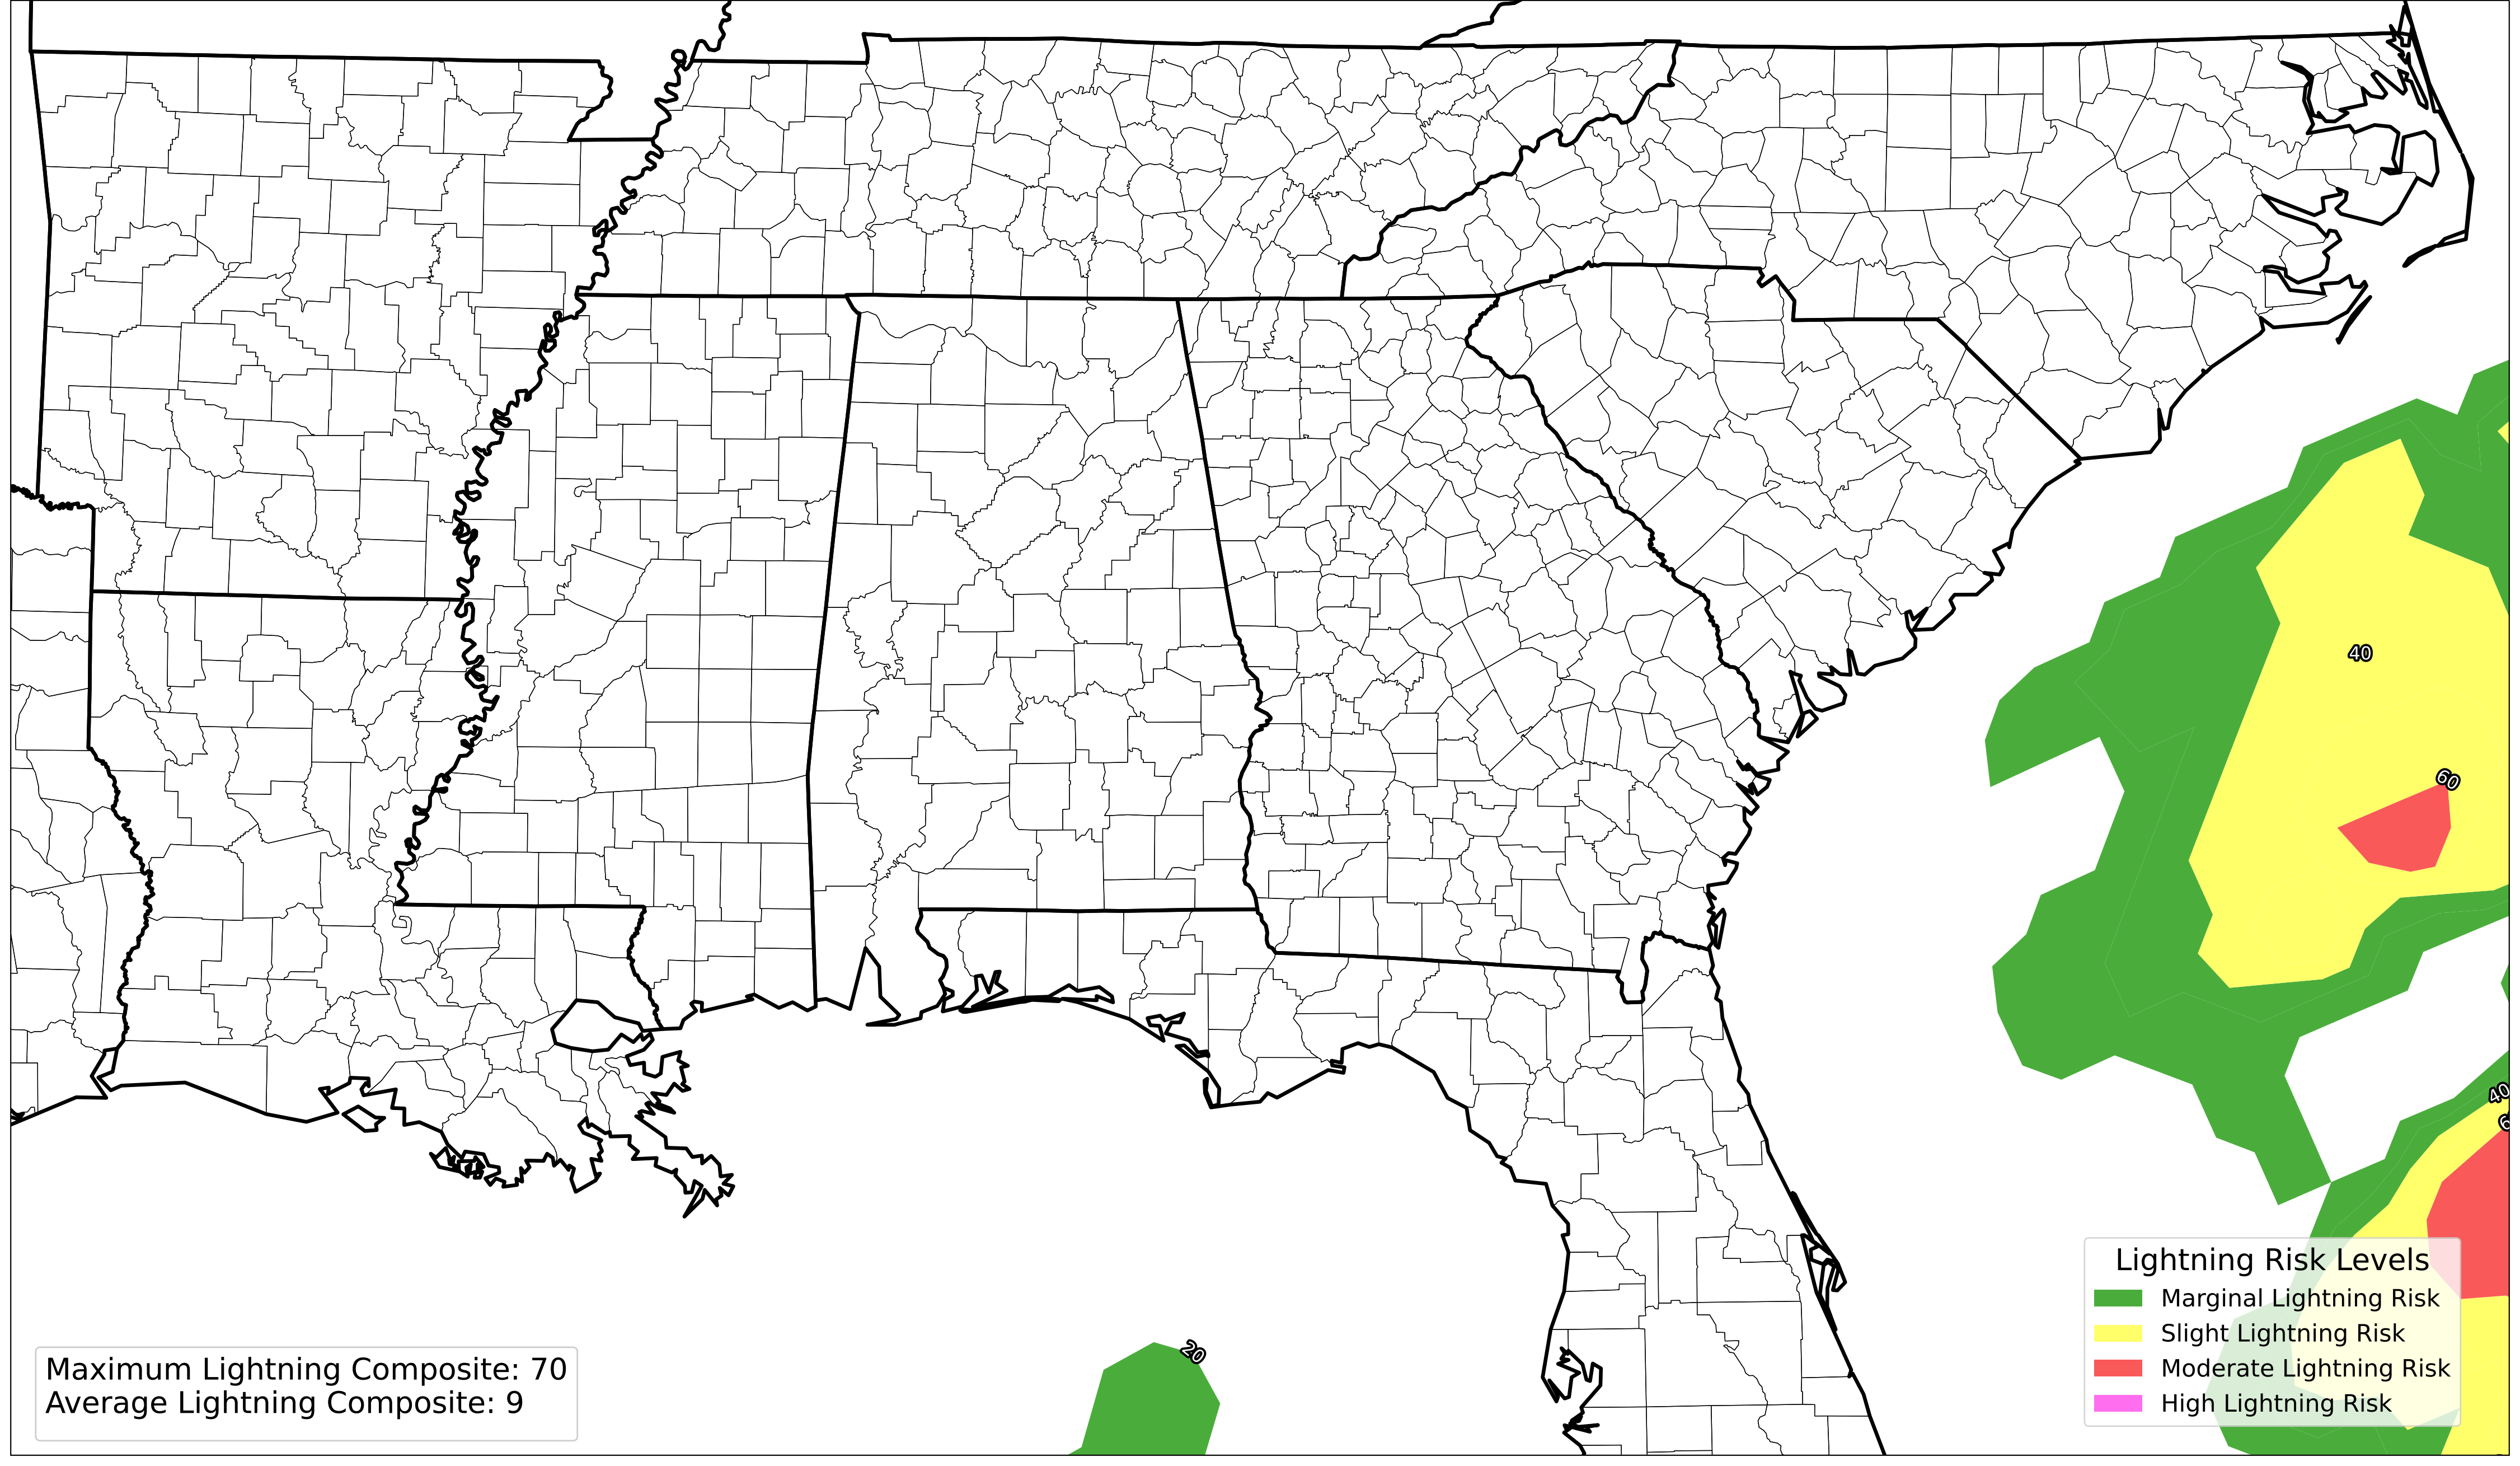 40
60
40
6
20
Maximum Lightning Composite: 70
Average Lightning Composite: 9
Lightning Risk Levels
Marginal Lightning Risk
Slight Lightning Risk
Moderate Lightning Risk
High Lightning Risk